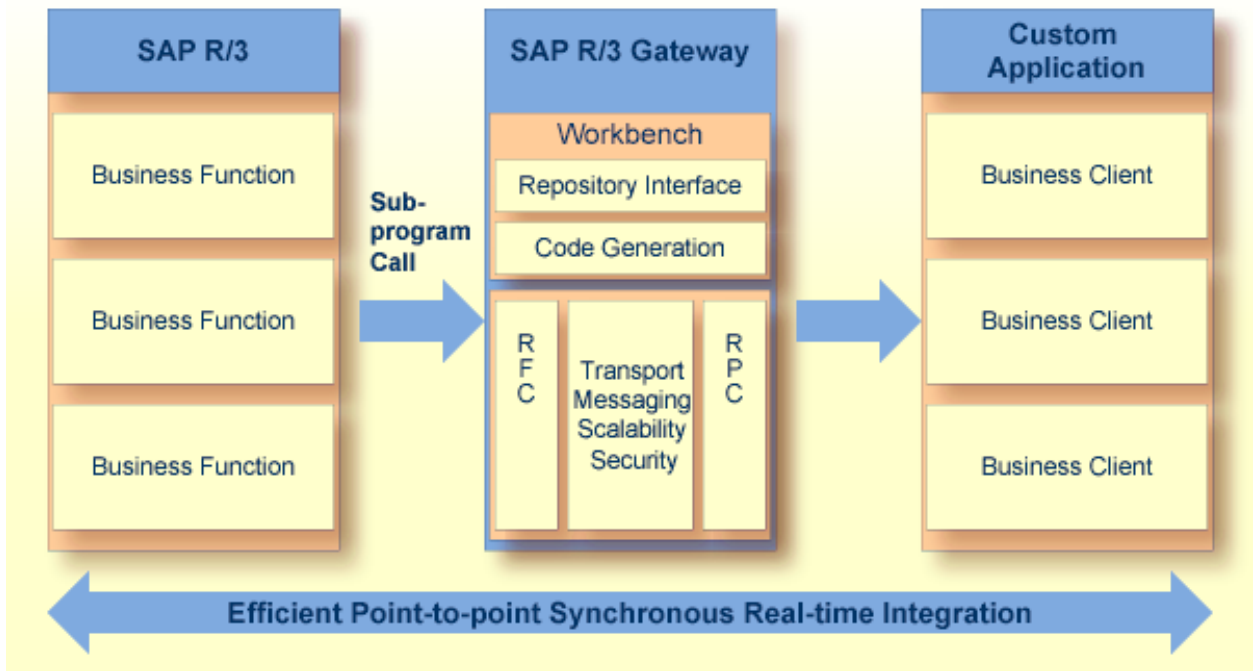 SAP R/3
Business Function
Business Function
Business Function
Sub-
program
Call
SAP R/3 Gateway
Workbench
Repository Interface
Code Generation
RFC
Transport
Messaging
Scalability
Security
RPC
Custom
Application
Business Client
Business Client
Business Client
Efficient Point-to-point Synchronous Real-time Integration